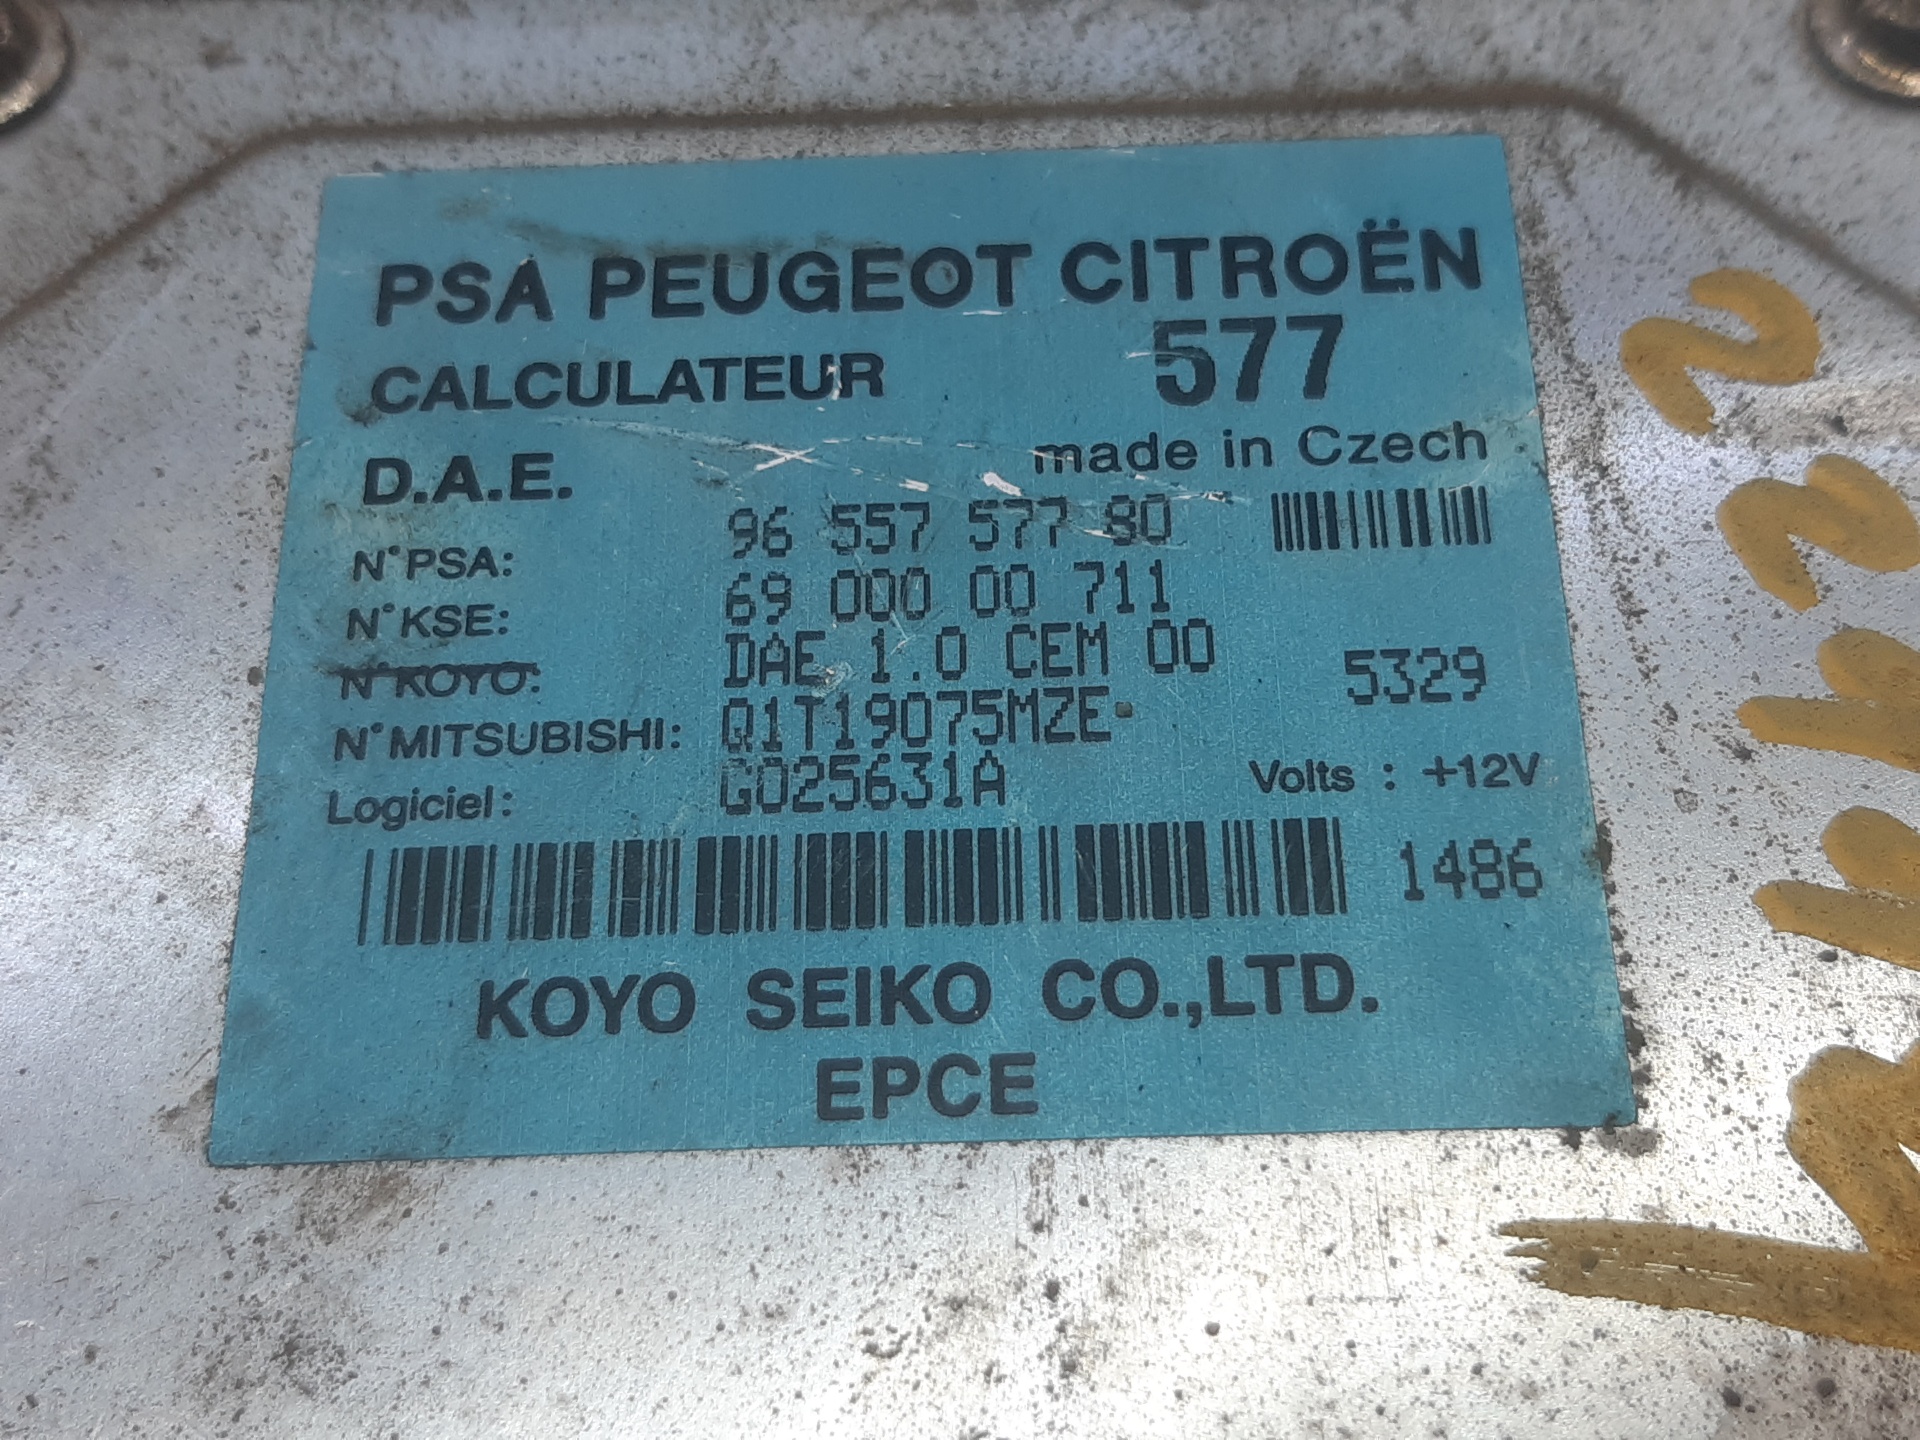 PSA PEUGEOT CITROËN
CALCULATEUR 577
D.A.E. made in Czech
N°PSA: 96 557 577 80
N°KSE: 69 000 00 711
N°KOYO: DAE 1.0 CEM 00 5329
N°MITSUBISHI: Q1T19075MZE
Logiciel: G025631A Volts : +12V
1486
KOYO SEIKO CO.,LTD.
EPCE